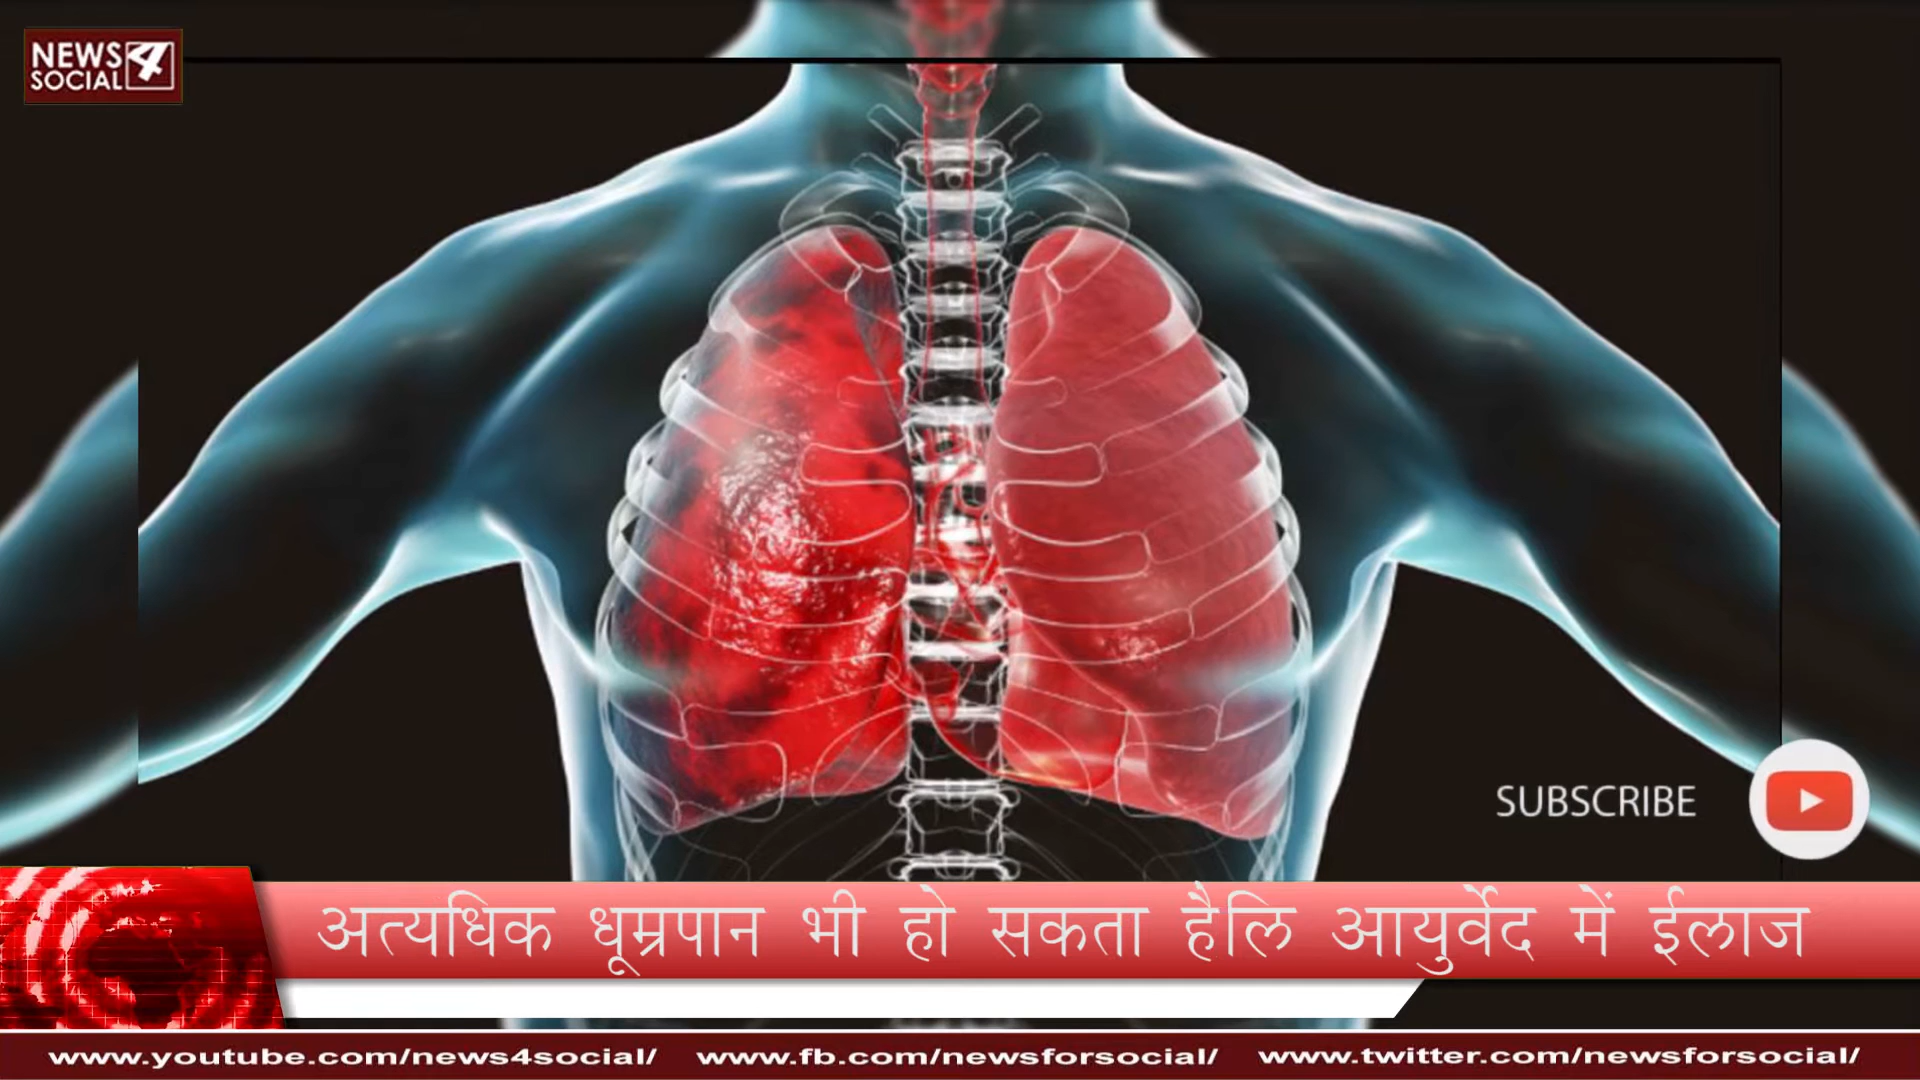 NEWS 4
SOCIAL
SUBSCRIBE
अत्यधिक धूम्रपान भी हो सकता हैलि आयुर्वेद में ईलाज
www.youtube.com/news4social/ www.fb.com/newsforsocial/ www.twitter.com/newsforsocial/